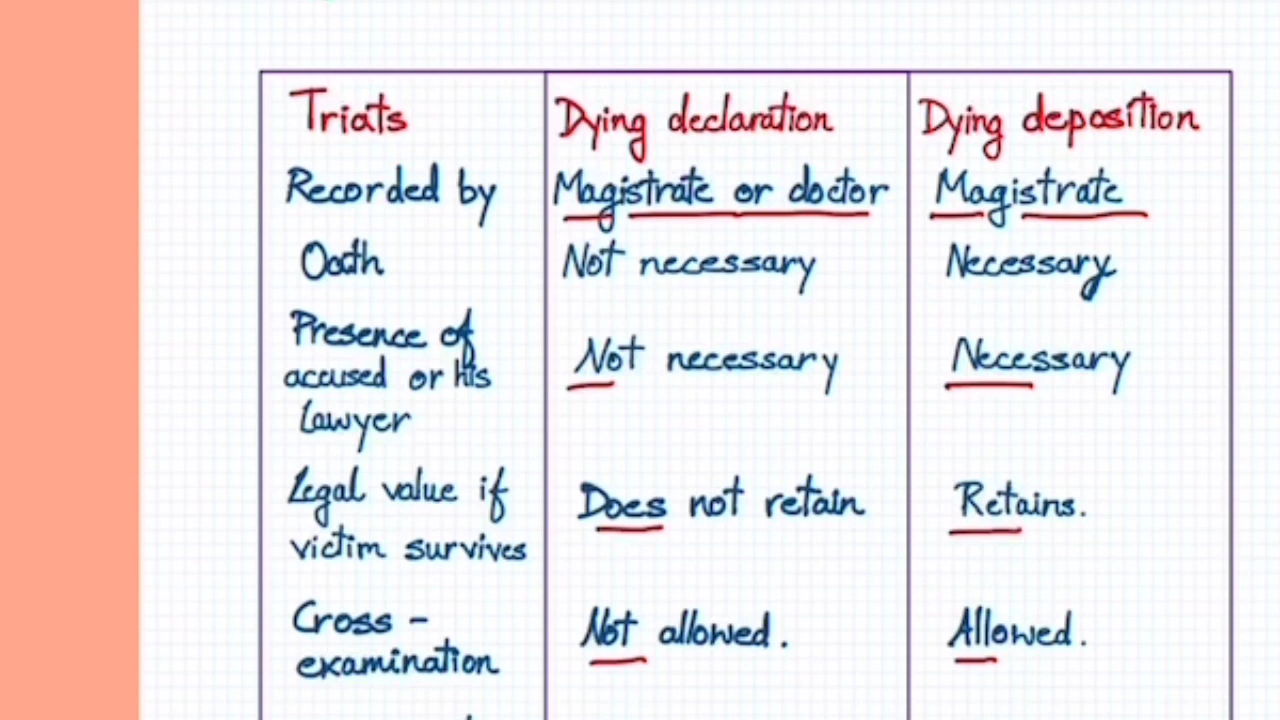 Triats Dying declaration Dying deposition
Recorded by Magistrate or doctor Magistrate
Oath Not necessary Necessary
Presence of
accused or his Not necessary Necessary
Lawyer
Legal value if Does not retain Retains.
victim survives
Cross - Not allowed. Allowed.
examination